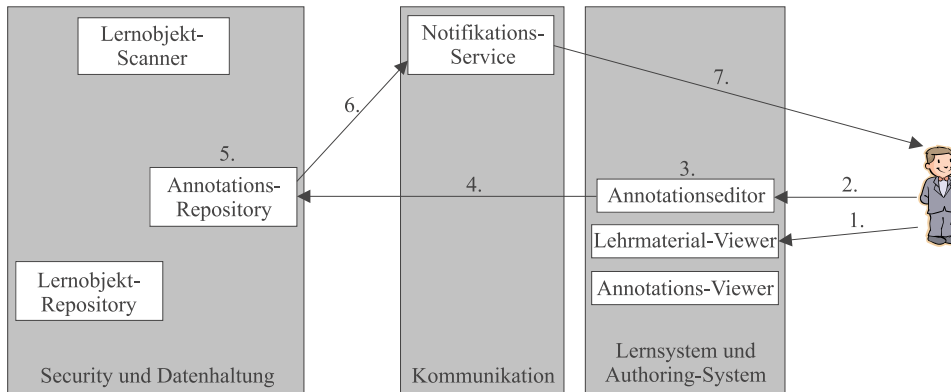 Lernobjekt-
Scanner
Notifikations-
Service
7.
6.
5.
Annotations-
Repository
4.
3.
Annotationseditor
2.
1.
Lehrmaterial-Viewer
Annotations-Viewer
Lernobjekt-
Repository
Security und Datenhaltung
Kommunikation
Lernsystem und
Authoring-System